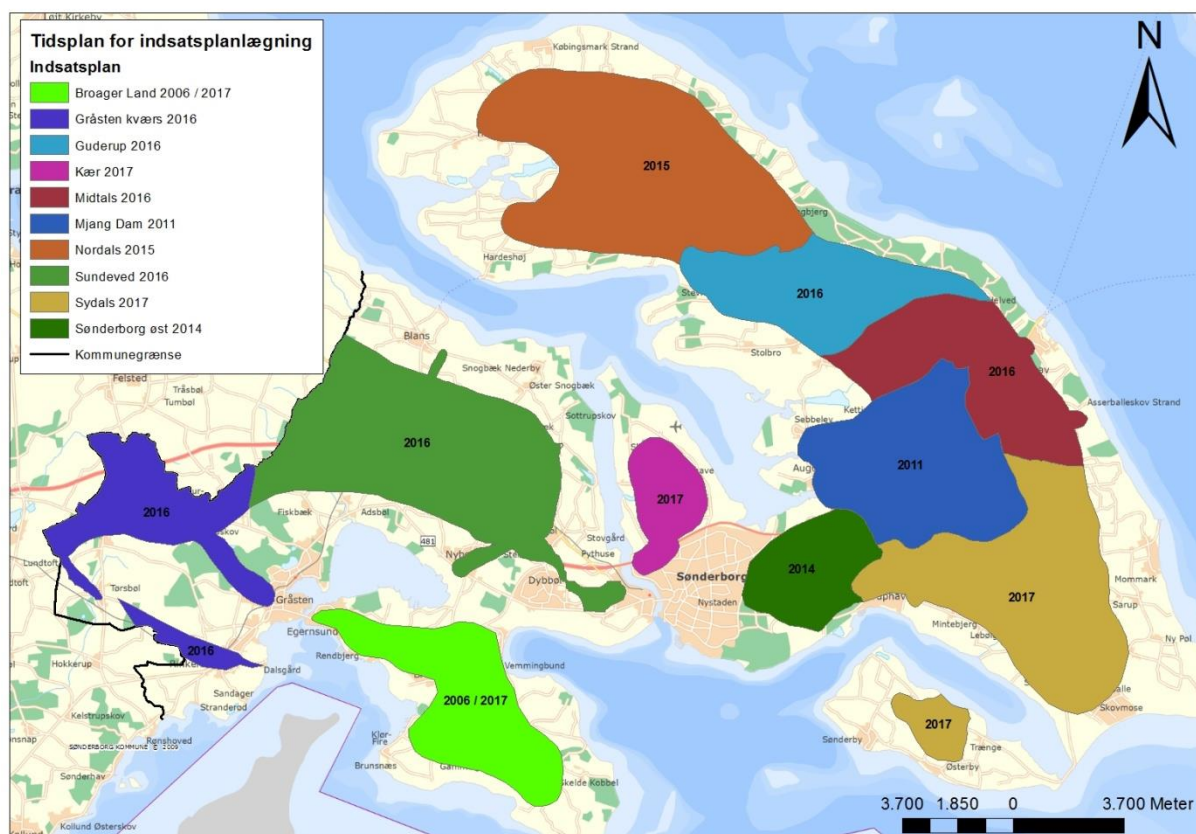 Tidsplan for indsatsplanlægning
Indsatsplan
Broager Land 2006 / 2017
Gråsten kværs 2016
Guderup 2016
Kær 2017
Midtals 2016
Mjang Dam 2011
Nordals 2015
Sundeved 2016
Sydals 2017
Sønderborg øst 2014
Kommunegrænse
N
Købingsmark Strand
2015
Hardeshøj
2016
Blans
Stolbro
Snogbæk Nederby
Øster Snogbæk
Sottrupskov
Felsted
Tråsbøl
Tumbøl
2016
Asserballeskov Strand
Sebbelev
2016
2011
2017
2016
Fiskbæk
Adsbøl
481
Stovgård
Pythuse
Dybbøl
Sønderborg
Nystaden
2014
2017
Mommark
Sarup
Tørsbøl
Gråsten
Egernsund
Rendbjerg
Mintebjerg
Ny Pøl
2016
Dalsgård
Hokkerup
Vemmingbund
Sandager
Stranderød
2006 / 2017
Skovmose
Kelstrupskov
Rønshoved
SØNDERBORG KOMMUNE © 2009
Sønderhav
Brunsnæs
Skelde Kobbel
2017
Sønderby
Trænge
Østerby
Kollund Østerskov
3.700 1.850 0 3.700 Meter